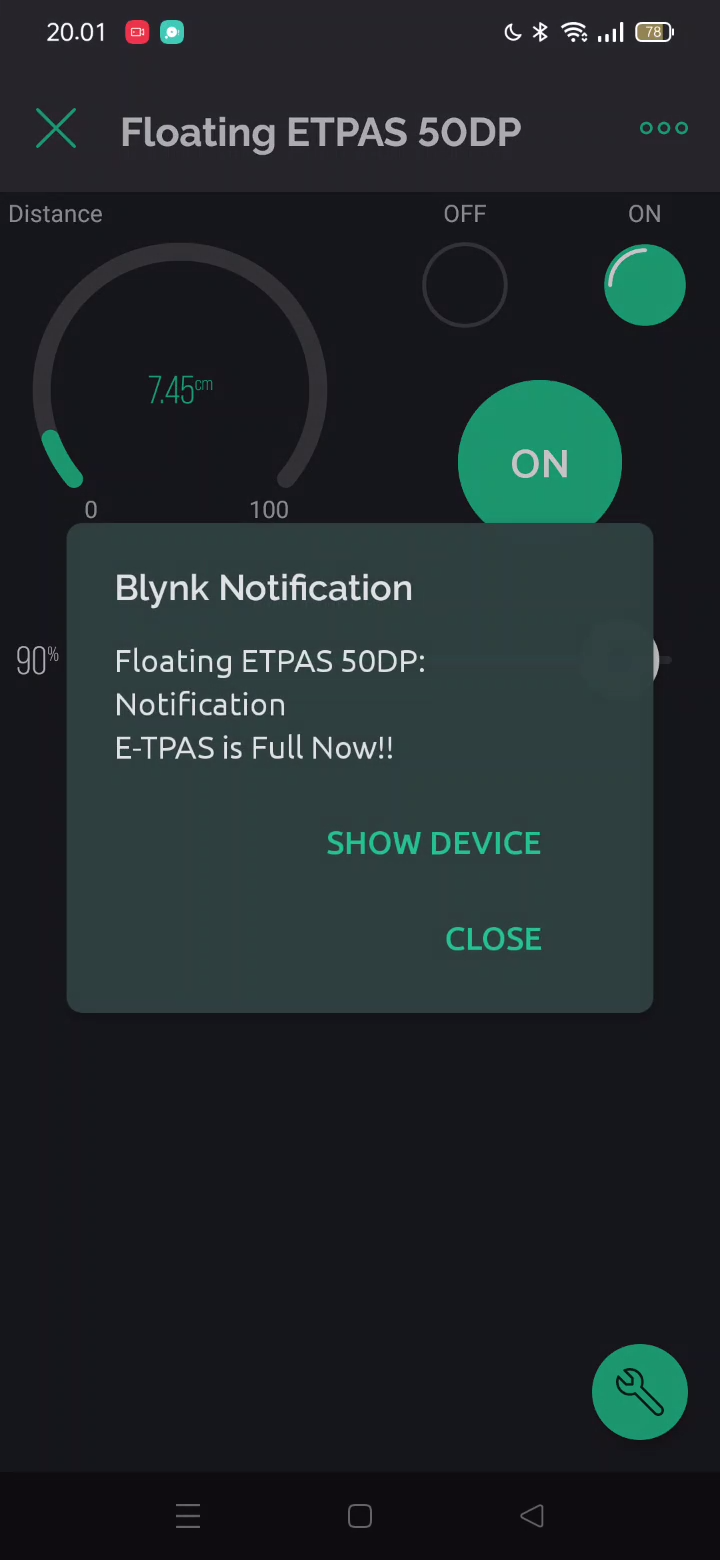 20.01
78
Floating ETPAS 50DP
Distance
OFF
ON
7.45cm
ON
0
100
Blynk Notification
90%
Floating ETPAS 50DP:
Notification
E-TPAS is Full Now!!
SHOW DEVICE
CLOSE